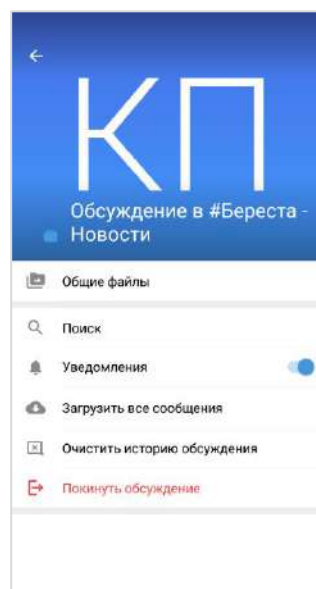 КП
Обсуждение в #Береста -
Новости
Общие файлы
Поиск
Уведомления
Загрузить все сообщения
Очистить историю обсуждения
Покинуть обсуждение